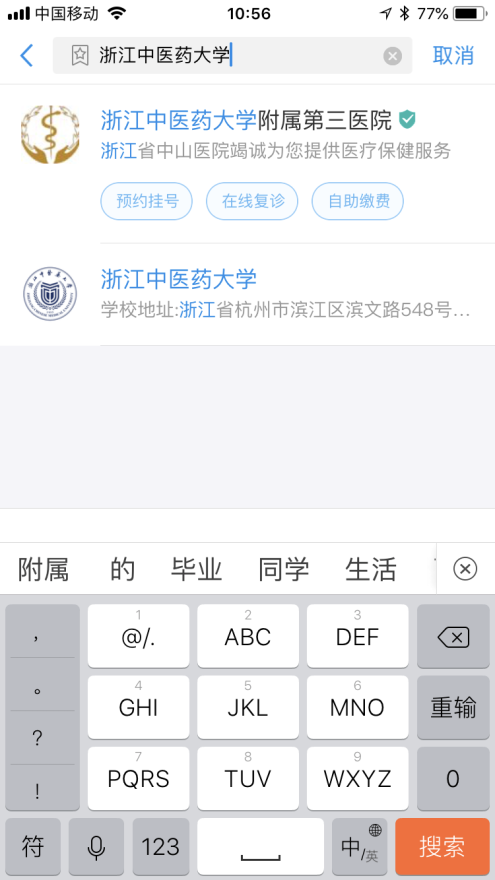 中国移动 10:56 77%
浙江中医药大学 取消
浙江中医药大学附属第三医院
浙江省中山医院竭诚为您提供医疗保健服务
预约挂号 在线复诊 自助缴费
浙江中医药大学
学校地址:浙江省杭州市滨江区滨文路548号...
附属 的 毕业 同学 生活
， 1 2 3
@/. ABC DEF
。 4 5 6
GHI JKL MNO 重输
? 7 8 9
PQRS TUV WXYZ 0
!
符 123 中/英 搜索